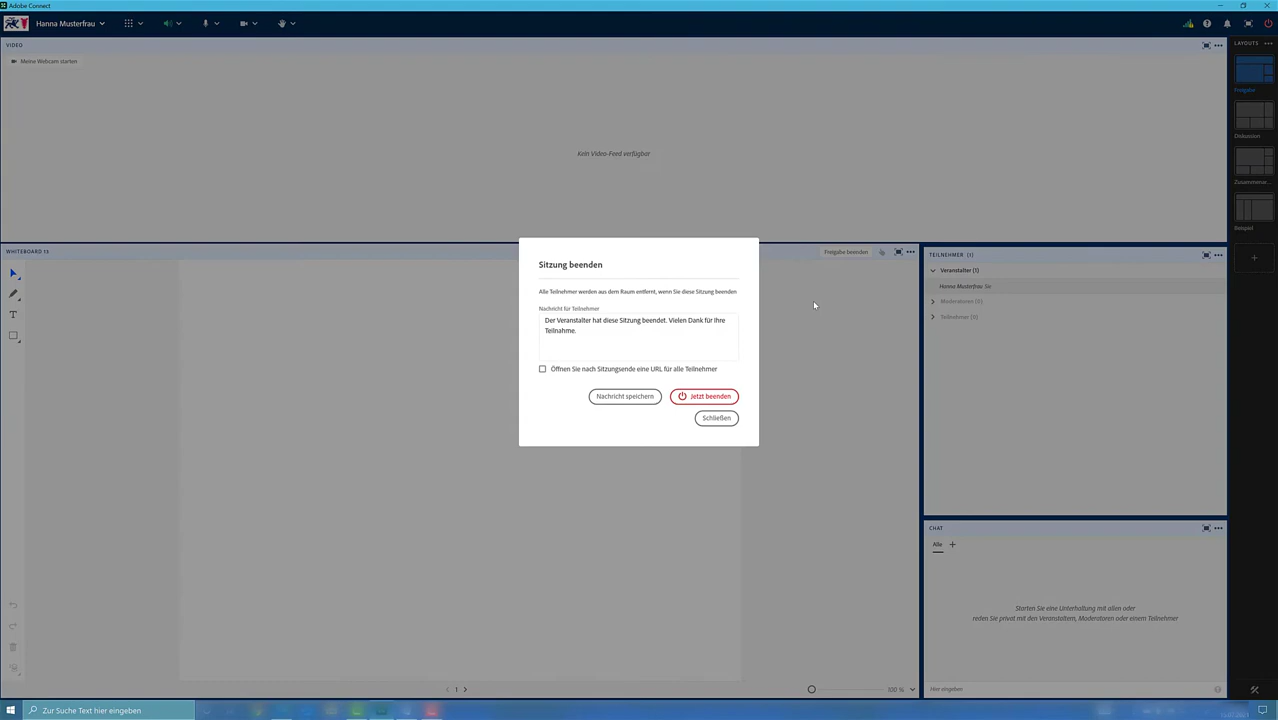 Adobe Connect
Hanna Musterfrau
VIDEO
LAYOUTS
Meine Webcam starten
Freigabe
Kein Video-Feed verfügbar
Diskussion
Zusammenar...
Beispiel
WHITEBOARD 13
Freigabe beenden
TEILNEHMER (1)
Veranstalter (1)
Hanna Musterfrau Sie
Moderatoren (0)
Teilnehmer (0)
Sitzung beenden
Alle Teilnehmer werden aus dem Raum entfernt, wenn Sie diese Sitzung beenden
Nachricht für Teilnehmer
Der Veranstalter hat diese Sitzung beendet. Vielen Dank für Ihre
Teilnahme.
Öffnen Sie nach Sitzungsende eine URL für alle Teilnehmer
Nachricht speichern
Jetzt beenden
Schließen
CHAT
Alle
Starten Sie eine Unterhaltung mit allen oder
reden Sie privat mit den Veranstaltern, Moderatoren oder einem Teilnehmer
1
100 %
Hier eingeben
Zur Suche Text hier eingeben